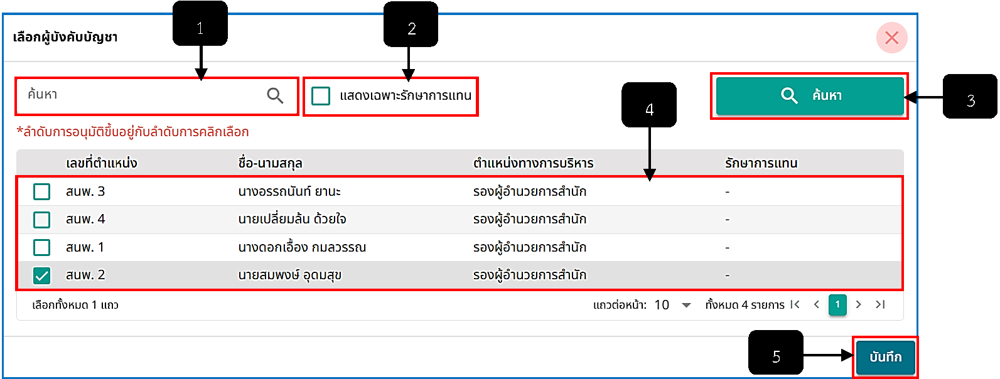 1
2
เลือกผู้บังคับบัญชา
ค้นหา
แสดงเฉพาะรักษาการแทน
ค้นหา
3
4
*ลำดับการอนุมัติขึ้นอยู่กับลำดับการคลิกเลือก
เลขที่ตำแหน่ง ชื่อ-นามสกุล ตำแหน่งทางการบริหาร รักษาการแทน
สนพ. 3 นางอรรถนันท์ ยานะ รองผู้อำนวยการสำนัก -
สนพ. 4 นายเปลี่ยมล้น ด้วยใจ รองผู้อำนวยการสำนัก -
สนพ. 1 นางดอกเอื้อง กมลวรรณ รองผู้อำนวยการสำนัก -
สนพ. 2 นายสมพงษ์ อุดมสุข รองผู้อำนวยการสำนัก -
เลือกทั้งหมด 1 แถว แถวต่อหน้า: 10 ทั้งหมด 4 รายการ 1
5
บันทึก